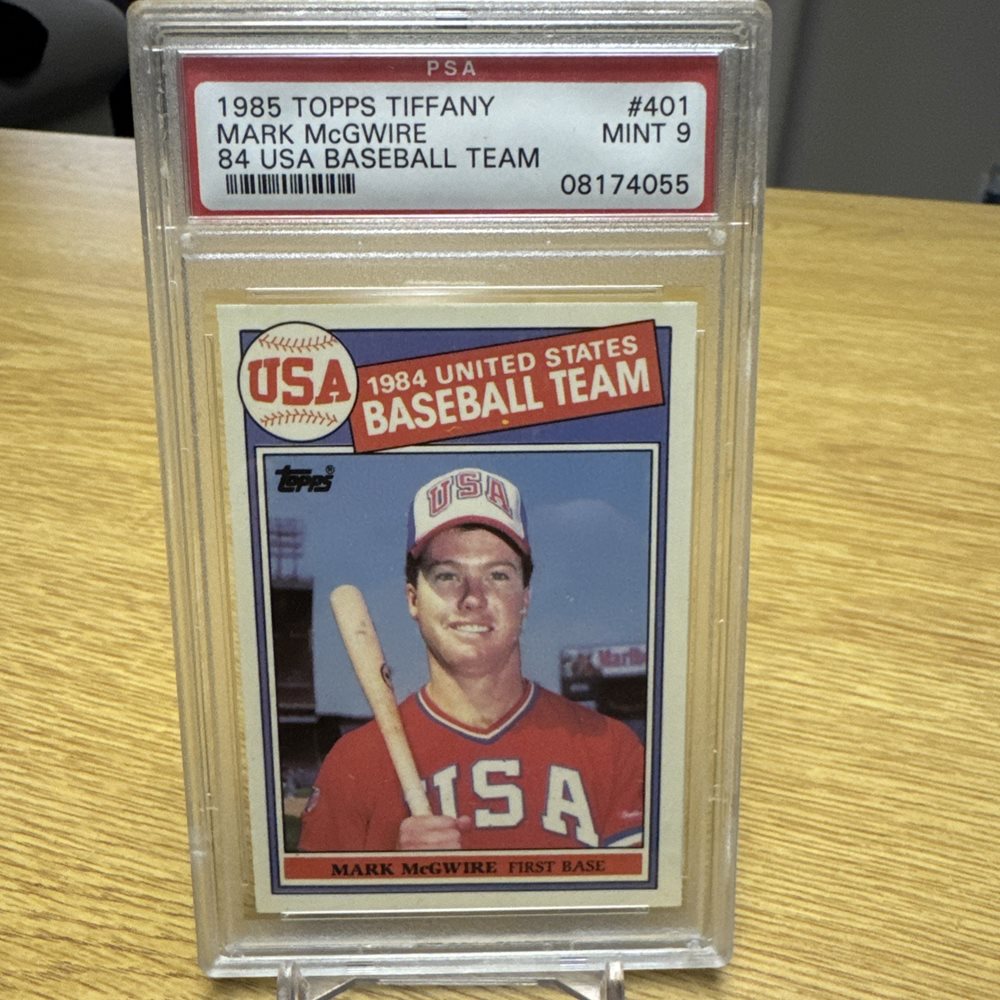 PSA
1985 TOPPS TIFFANY #401
MARK McGWIRE MINT 9
84 USA BASEBALL TEAM
08174055
USA
1984 UNITED STATES
BASEBALL TEAM
Topps®
USA
USA
MARK McGWIRE FIRST BASE